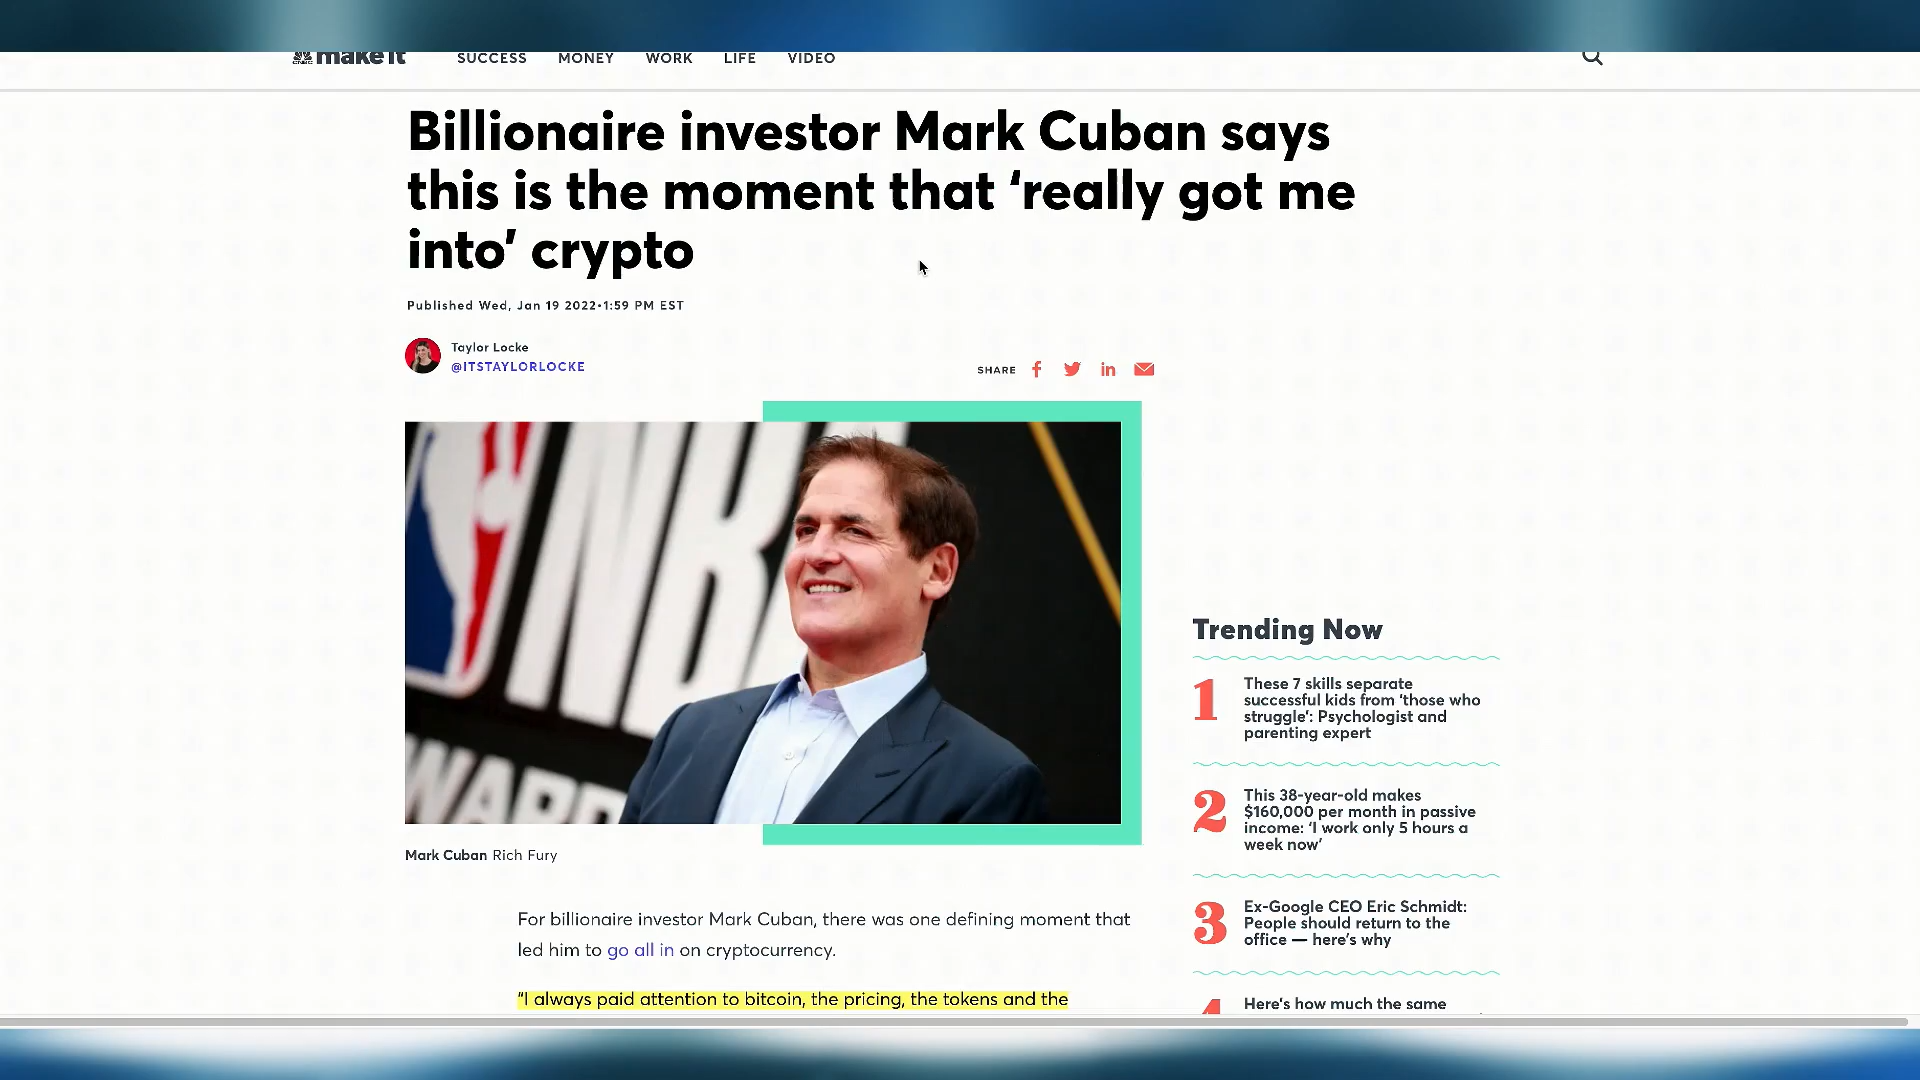 make it
SUCCESS MONEY WORK LIFE VIDEO
Billionaire investor Mark Cuban says
this is the moment that ‘really got me
into’ crypto
Published Wed, Jan 19 2022•1:59 PM EST
Taylor Locke
@ITSTAYLORLOCKE
SHARE
NBA
AWARD
Mark Cuban Rich Fury
For billionaire investor Mark Cuban, there was one defining moment that
led him to go all in on cryptocurrency.
“I always paid attention to bitcoin, the pricing, the tokens and the
Trending Now
1
These 7 skills separate
successful kids from ‘those who
struggle’: Psychologist and
parenting expert
2
This 38-year-old makes
$160,000 per month in passive
income: ‘I work only 5 hours a
week now’
3
Ex-Google CEO Eric Schmidt:
People should return to the
office — here’s why
4
Here’s how much the same